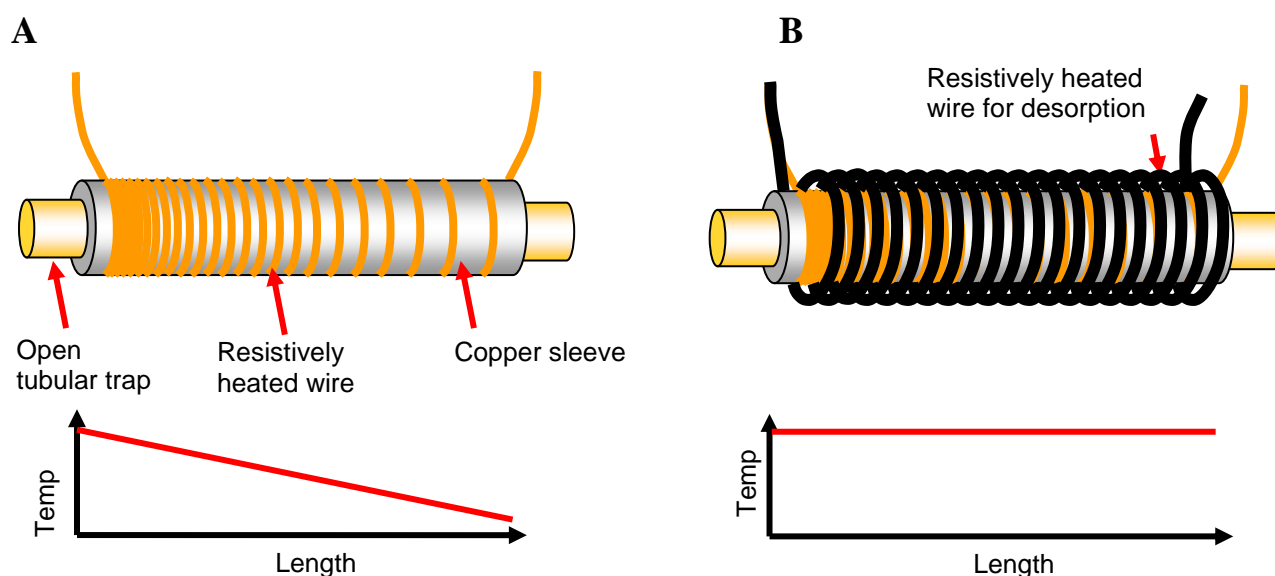 A
Open
tubular trap
Resistively
heated wire
Copper sleeve
Temp
Length
B
Resistively heated
wire for desorption
Temp
Length